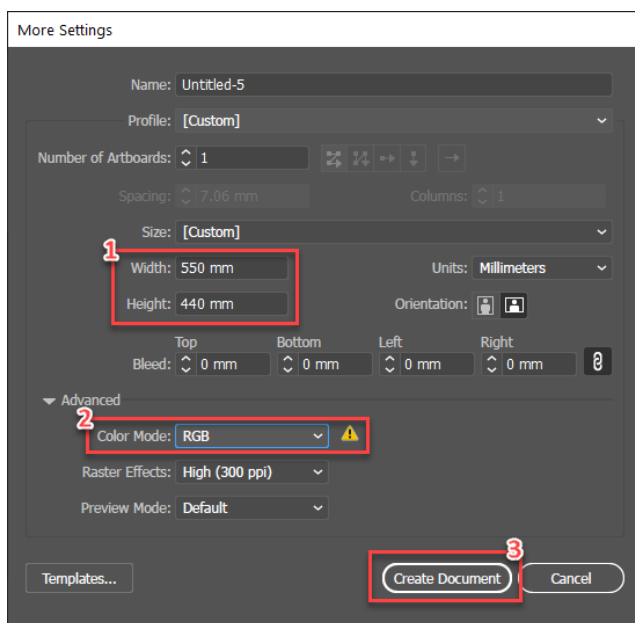 More Settings
Name: Untitled-5
Profile: [Custom]
Number of Artboards: 1
Spacing: 7.06 mm Columns: 1
Size: [Custom]
1
Width: 550 mm Units: Millimeters
Height: 440 mm Orientation:
Top Bottom Left Right
Bleed: 0 mm 0 mm 0 mm 0 mm
Advanced
2
Color Mode: RGB
Raster Effects: High (300 ppi)
Preview Mode: Default
3
Templates... Create Document Cancel